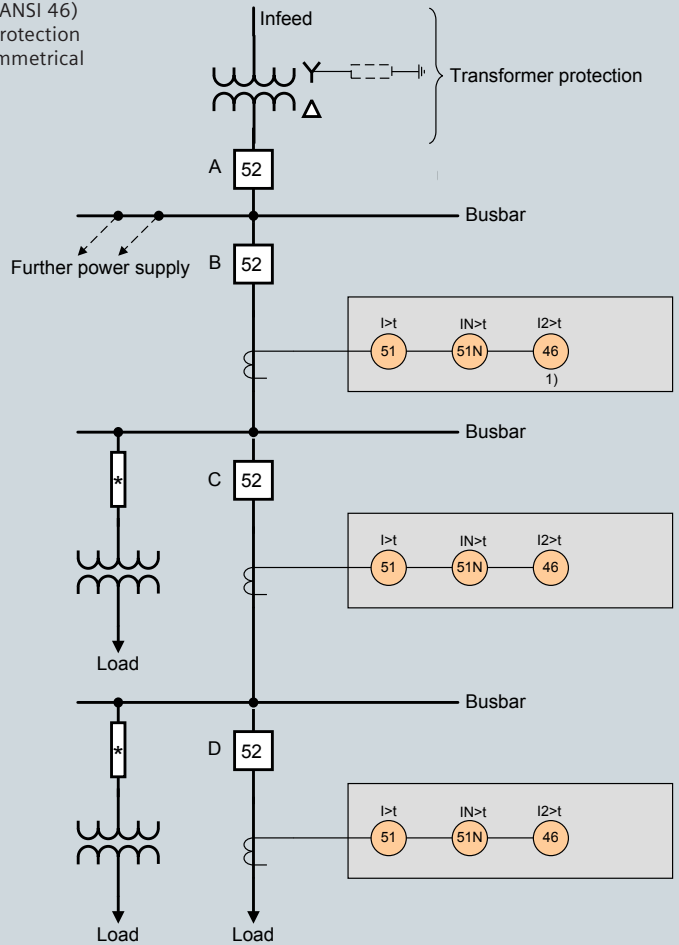 ANSI 46)
rotection
nmetrical
Infeed
Transformer protection
A 52
Busbar
Further power supply
B 52
I>t IN>t I2>t
51 51N 46
1)
Busbar
*
C 52
I>t IN>t I2>t
51 51N 46
Load
Busbar
*
D 52
I>t IN>t I2>t
51 51N 46
Load Load